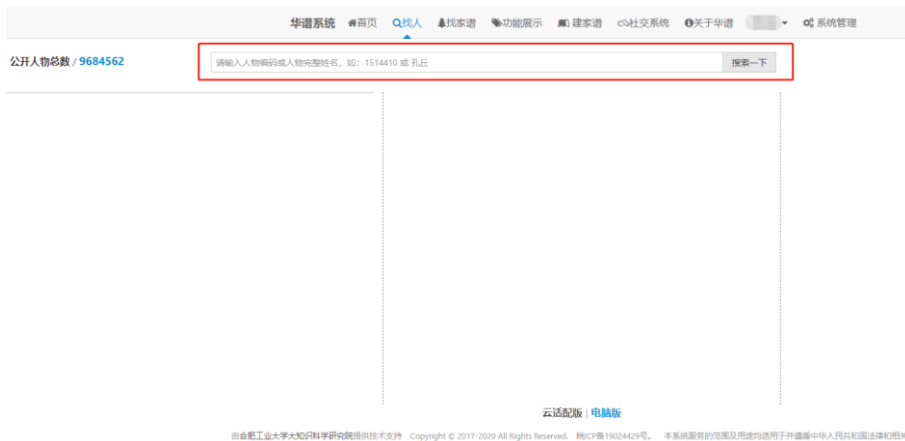 华谱系统 首页 找人 找家谱 功能展示 建家谱 社交系统 关于华谱 系统管理
公开人物总数 / 9684562
请输入人物编码或人物完整姓名，如：1514410 或 孔丘 搜索一下
云适配版 | 电脑版
由合肥工业大学大知识科学研究院提供技术支持 Copyright © 2017-2020 All Rights Reserved. 皖ICP备19024429号。 本系统服务的范围及用途均适用于并遵循中华人民共和国法律和相关